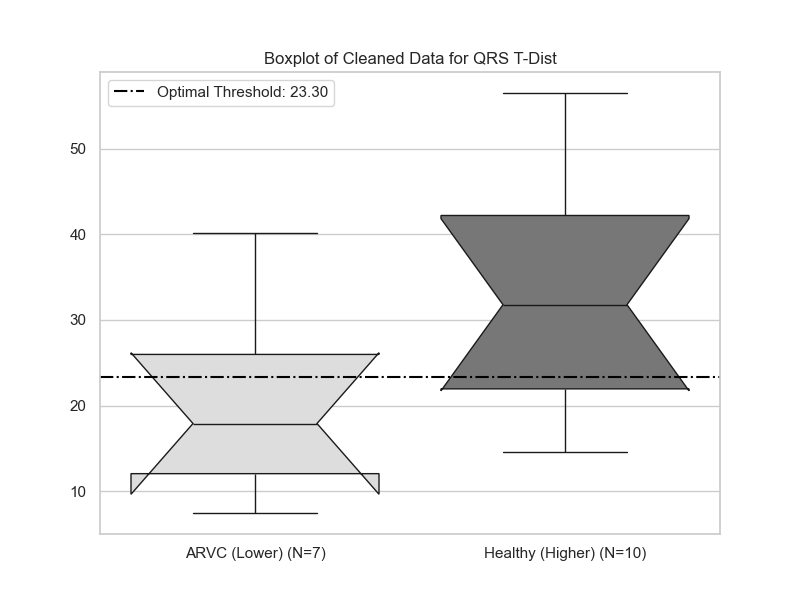 Boxplot of Cleaned Data for QRS T-Dist
Optimal Threshold: 23.30
50
40
30
20
10
ARVC (Lower) (N=7)
Healthy (Higher) (N=10)